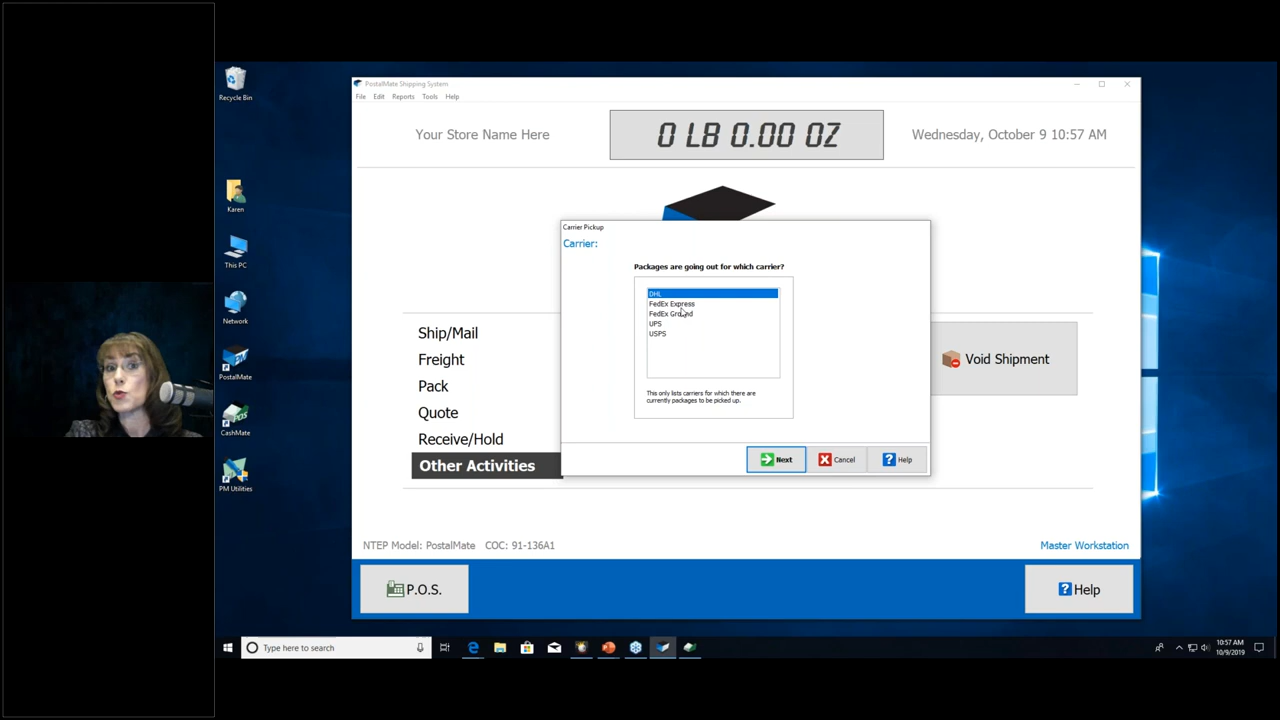 PostalMate Shipping System
File Edit Reports Tools Help
Your Store Name Here
0 LB 0.00 OZ
Wednesday, October 9 10:57 AM
Recycle Bin
Karen
This PC
Network
PostalMate
CashMate
POS
PM Utilities
Carrier Pickup
Carrier:
Packages are going out for which carrier?
DHL
FedEx Express
FedEx Ground
UPS
USPS
This only lists carriers for which there are
currently packages to be picked up.
Next
Cancel
? Help
Ship/Mail
Freight
Pack
Quote
Receive/Hold
Other Activities
Void Shipment
NTEP Model: PostalMate COC: 91-136A1
Master Workstation
P.O.S.
? Help
Type here to search
10:57 AM
10/9/2019